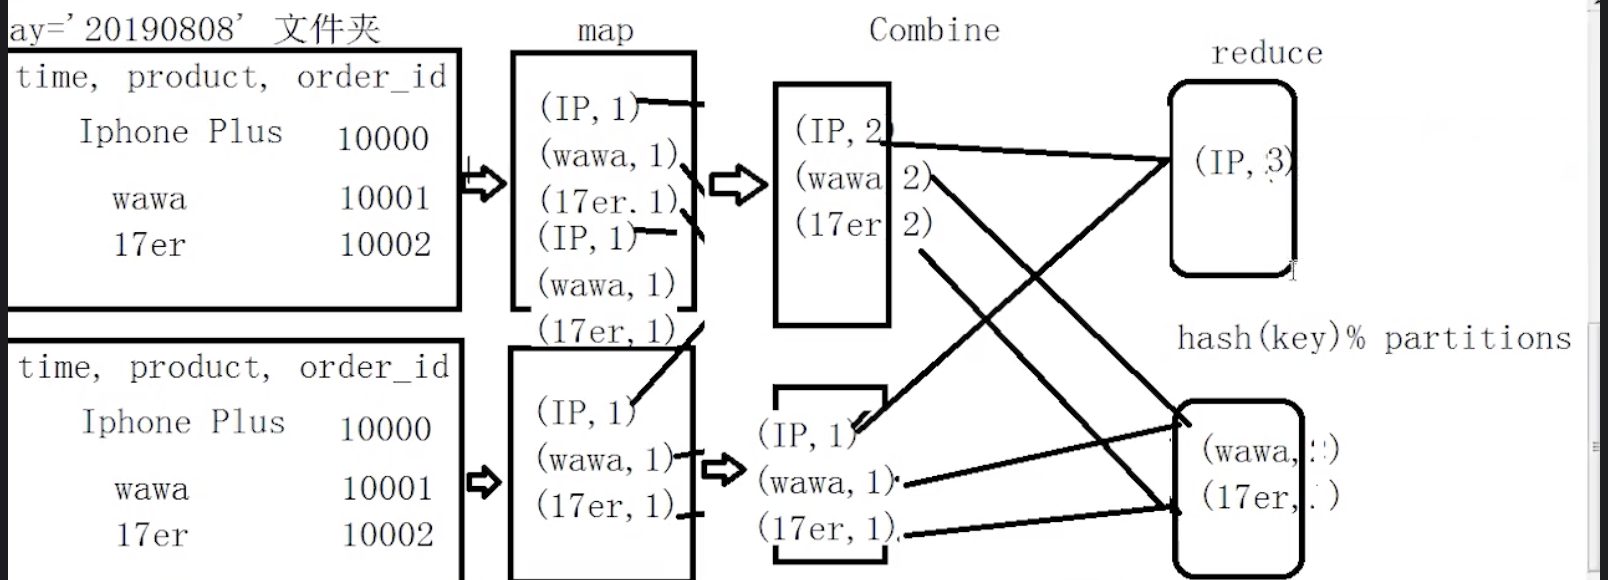 ay='20190808' 文件夹
time, product, order_id
Iphone Plus 10000
wawa 10001
17er 10002
time, product, order_id
Iphone Plus 10000
wawa 10001
17er 10002
map
(IP, 1)
(wawa, 1)
(17er. 1)
(IP, 1)
(wawa, 1)
(17er, 1)
(IP, 1)
(wawa, 1)
(17er, 1)
Combine
(IP, 2)
(wawa 2)
(17er 2)
(IP, 1)
(wawa, 1)
(17er, 1)
reduce
(IP, 3)
hash(key)% partitions
(wawa, )
(17er, )